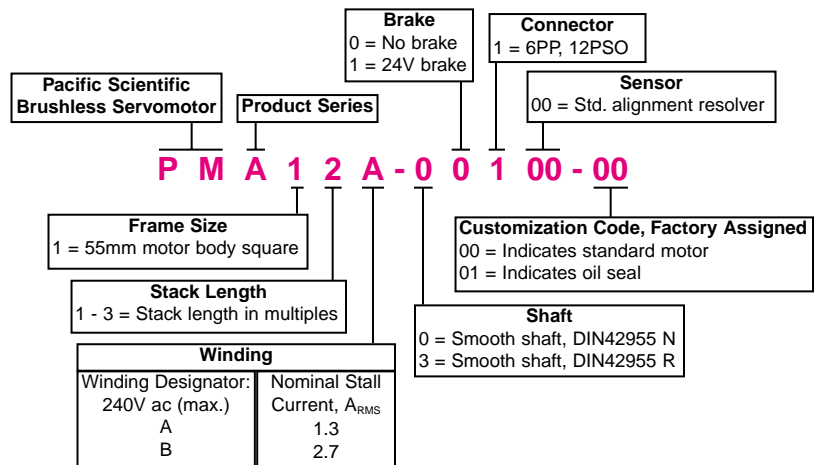 Brake
0 = No brake
1 = 24V brake
Connector
1 = 6PP, 12PSO
Pacific Scientific
Brushless Servomotor
Product Series
Sensor
00 = Std. alignment resolver
P M A 1 2 A - 0 0 1 00 - 00
Frame Size
1 = 55mm motor body square
Customization Code, Factory Assigned
00 = Indicates standard motor
01 = Indicates oil seal
Stack Length
1 - 3 = Stack length in multiples
Shaft
0 = Smooth shaft, DIN42955 N
3 = Smooth shaft, DIN42955 R
Winding
Winding Designator: Nominal Stall
240V ac (max.) Current, A_RMS
A 1.3
B 2.7